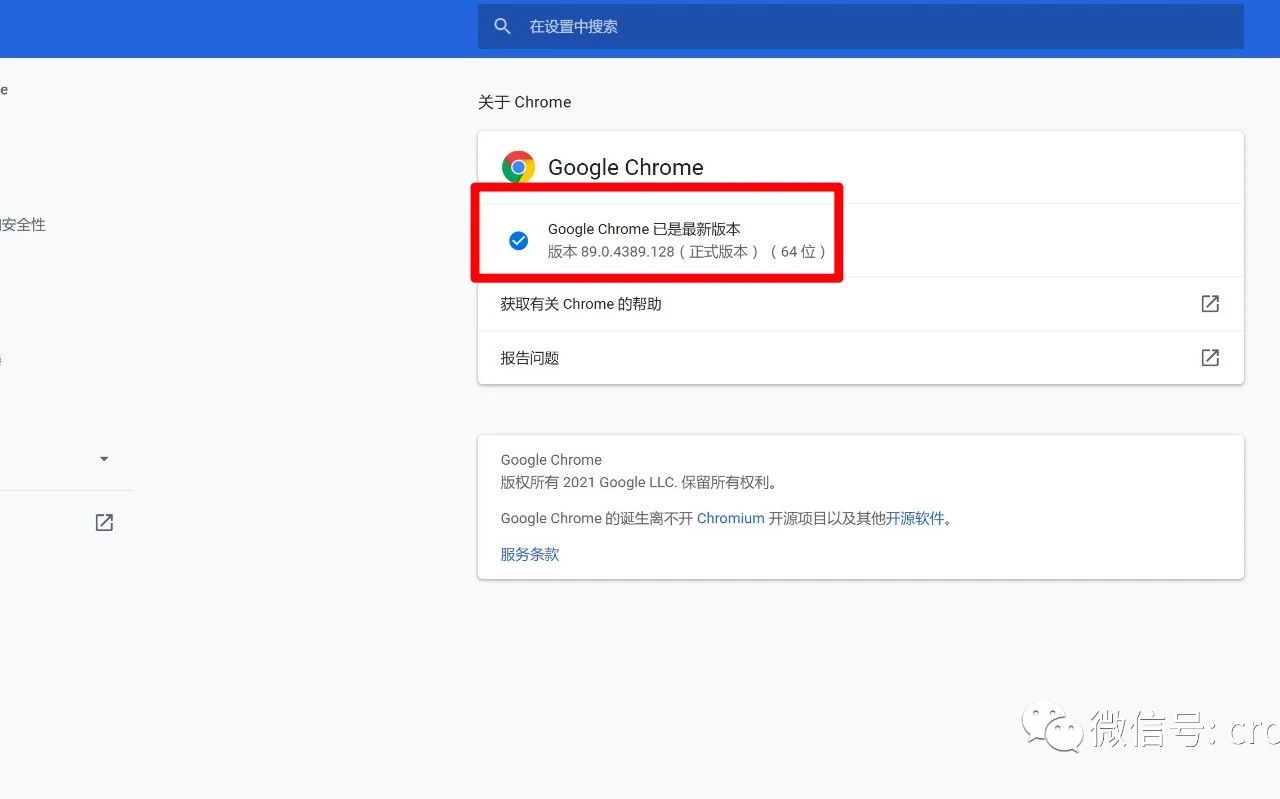 在设置中搜索
关于 Chrome
Google Chrome
Google Chrome 已是最新版本
版本 89.0.4389.128（正式版本）（64 位）
获取有关 Chrome 的帮助
报告问题
Google Chrome
版权所有 2021 Google LLC. 保留所有权利。
Google Chrome 的诞生离不开 Chromium 开源项目以及其他开源软件。
服务条款
e
安全性
微信号: crc